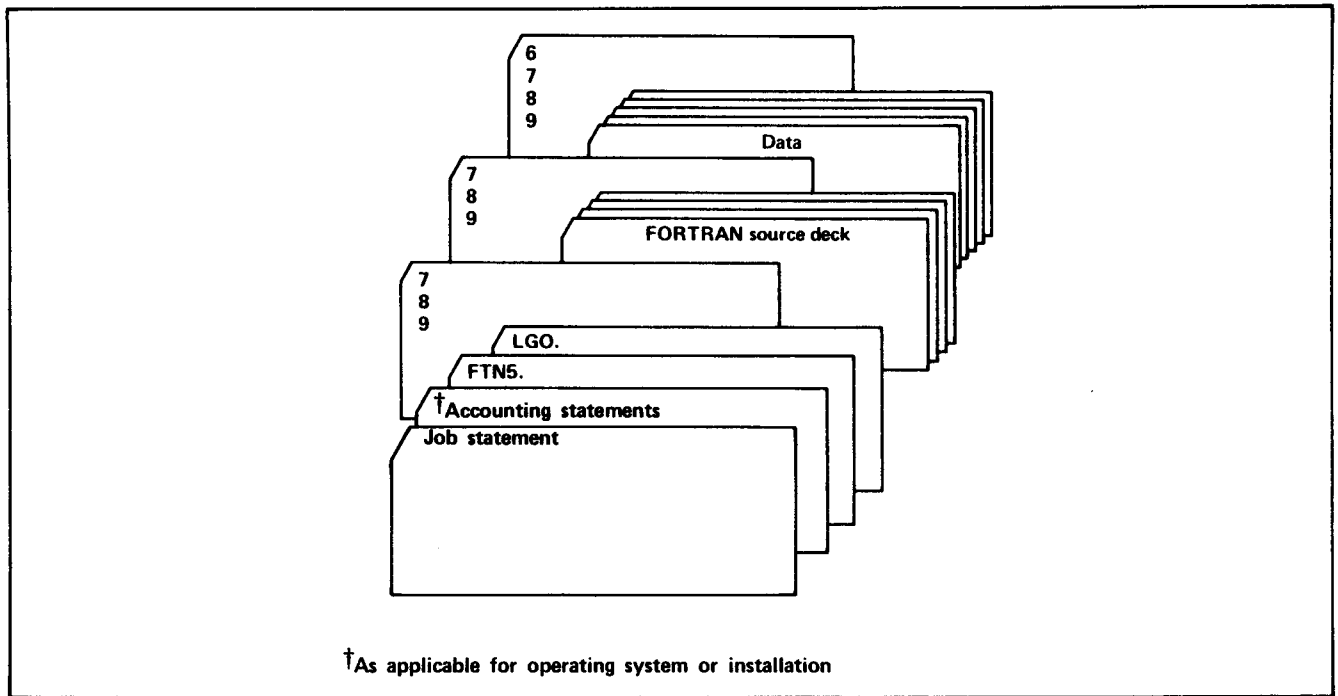 6
7
8
9
Data
7
8
9
FORTRAN source deck
7
8
9
LGO.
FTN5.
†Accounting statements
Job statement
†As applicable for operating system or installation